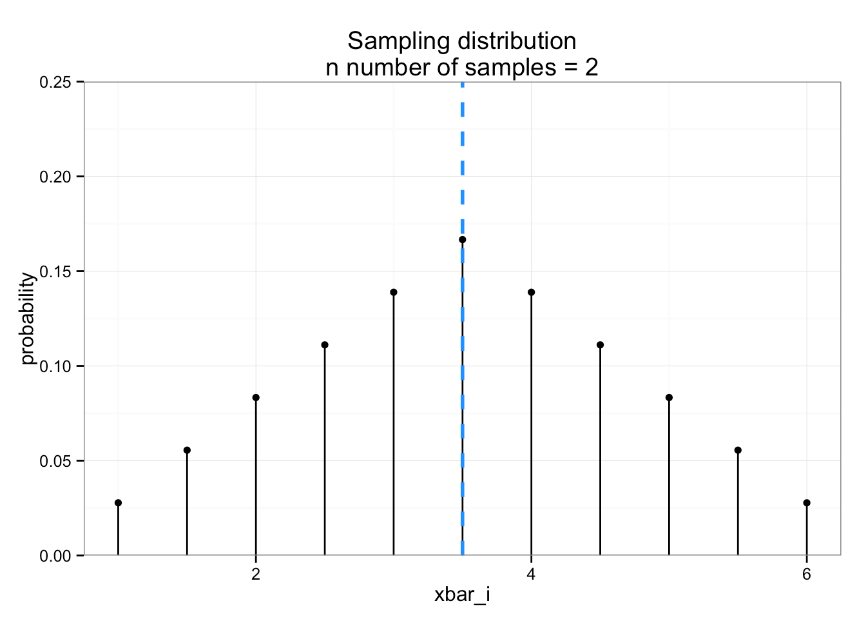 Sampling distribution
n number of samples = 2
0.25
0.20
0.15
0.10
0.05
0.00
probability
2 4 6
xbar_i